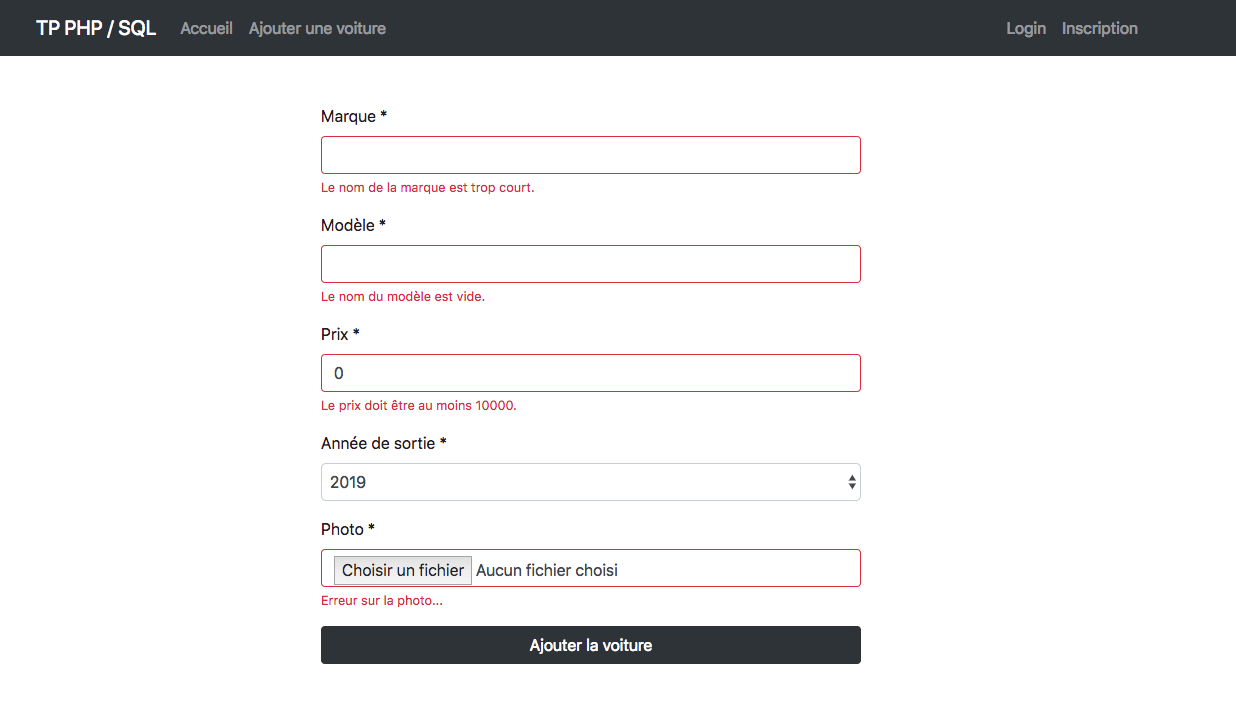 TP PHP / SQL Accueil Ajouter une voiture Login Inscription
Marque *
Le nom de la marque est trop court.
Modèle *
Le nom du modèle est vide.
Prix *
0
Le prix doit être au moins 10000.
Année de sortie *
2019
Photo *
Choisir un fichier Aucun fichier choisi
Erreur sur la photo...
Ajouter la voiture